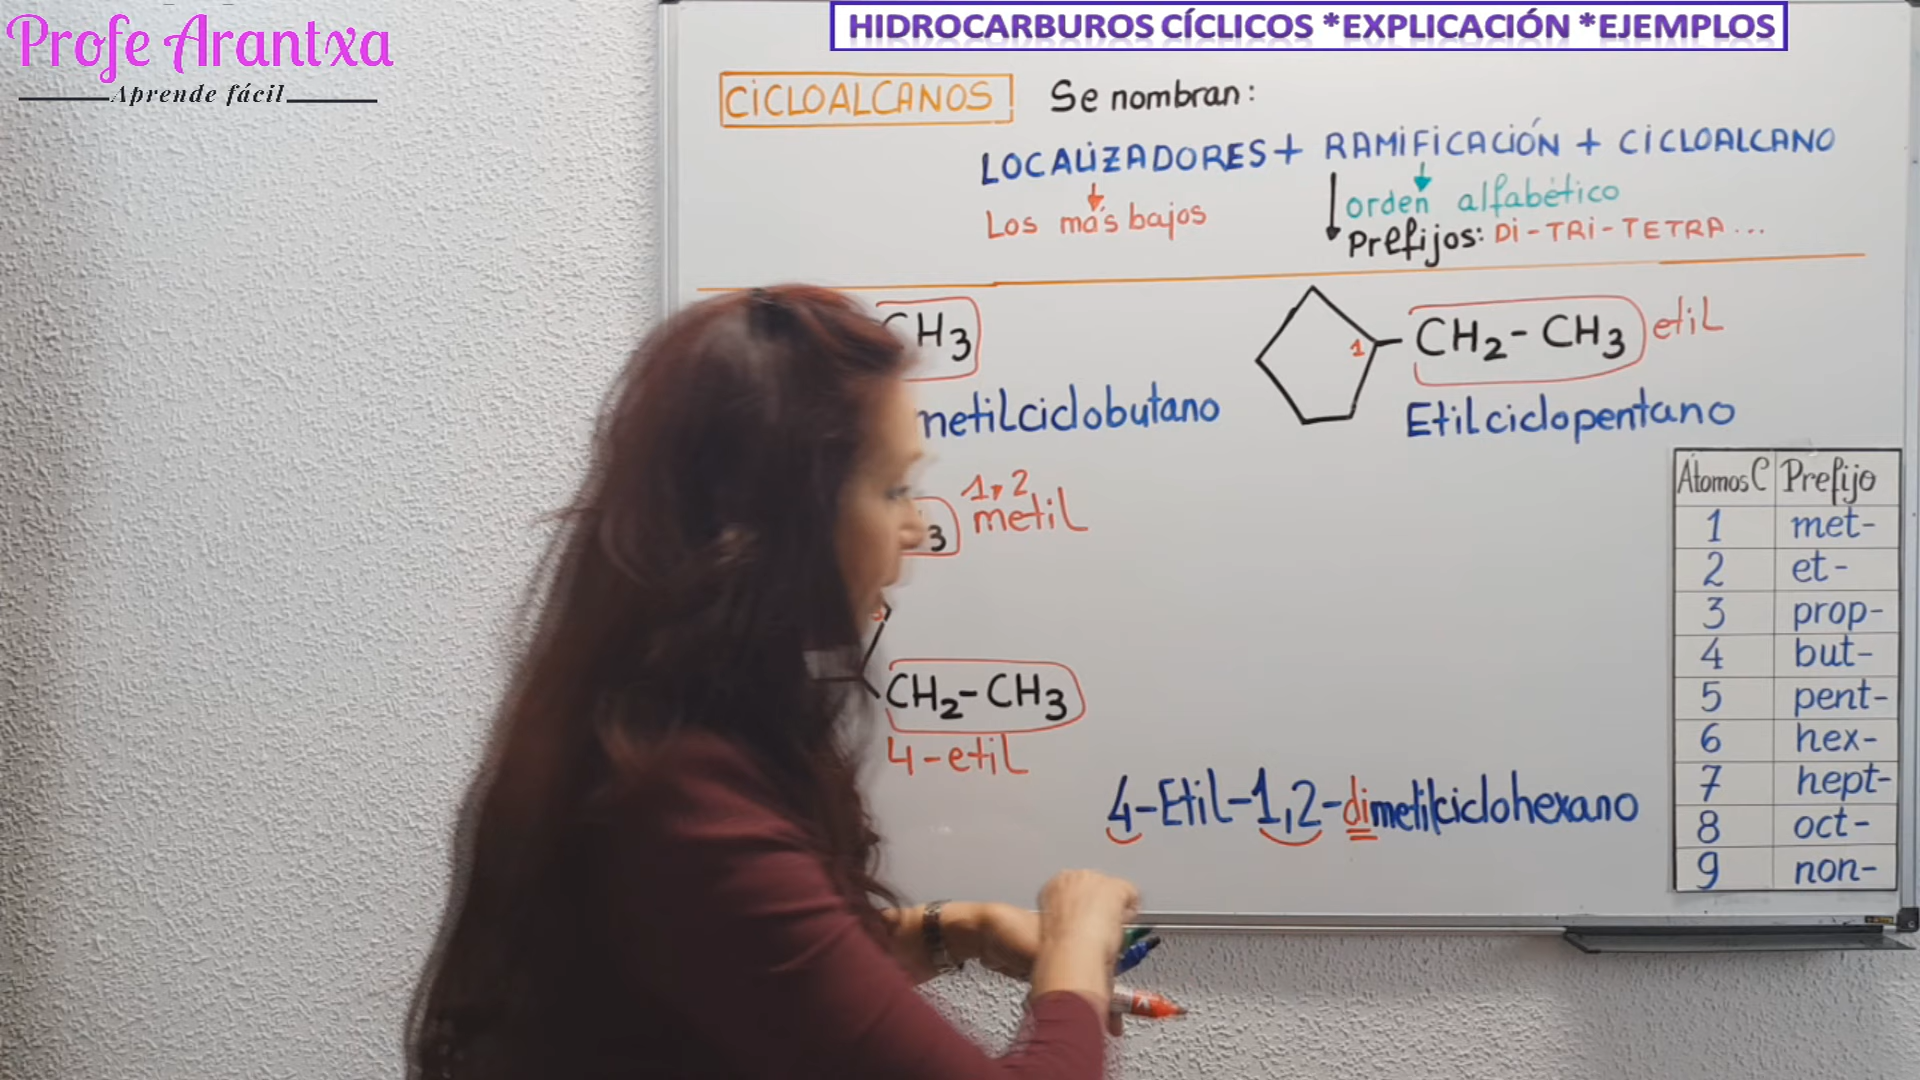 Profe Arantxa
Aprende fácil
HIDROCARBUROS CÍCLICOS *EXPLICACIÓN *EJEMPLOS
CICLOALCANOS Se nombran:
LOCALIZADORES + RAMIFICACIÓN + CICLOALCANO
Los más bajos
orden alfabético
Prefijos: DI-TRI-TETRA...
CH3
1 CH2-CH3 etil
metilciclobutano
Etilciclopentano
1,2
metil
3
CH2-CH3
4-etil
4-Etil-1,2-dimetilciclohexano
Átomos C Prefijo
1 met-
2 et-
3 prop-
4 but-
5 pent-
6 hex-
7 hept-
8 oct-
9 non-